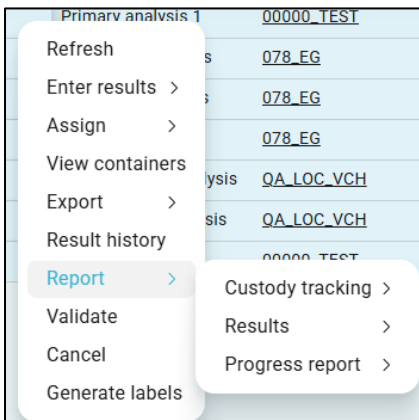 Primary analysis 1 00000_TEST
Refresh
s 078_EG
Enter results >
s 078_EG
Assign >
078_EG
View containers
lysis QA_LOC_VCH
Export >
sis QA_LOC_VCH
Result history
00000_TEST
Report >
Custody tracking >
Validate
Results >
Cancel
Progress report >
Generate labels